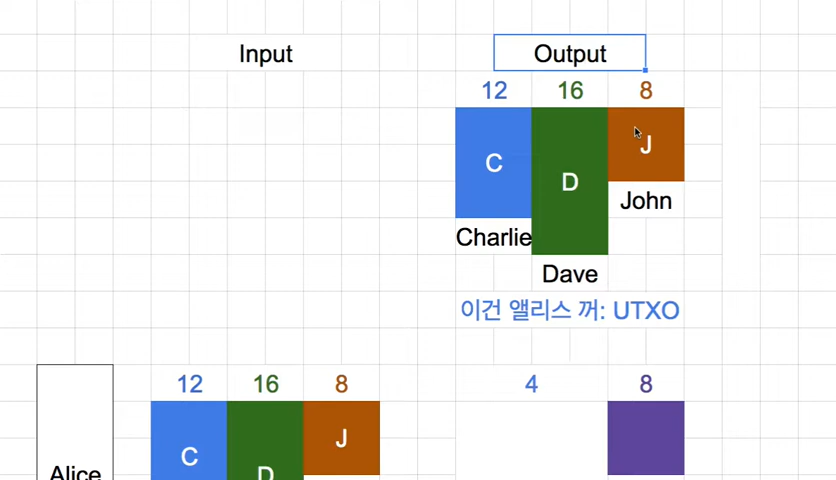 Input Output
12 16 8
C D J
John
Charlie
Dave
이건 앨리스 꺼: UTXO
12 16 8 4 8
J
C
Alice D